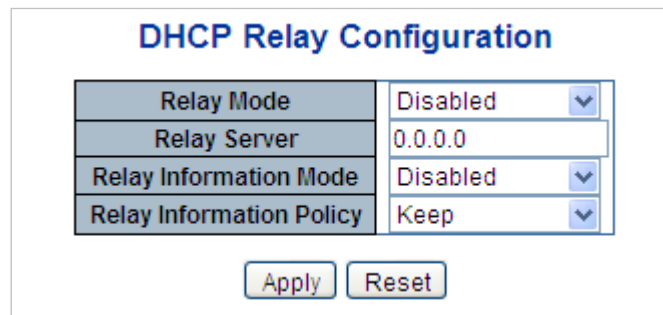 DHCP Relay Configuration
Relay Mode Disabled
Relay Server 0.0.0.0
Relay Information Mode Disabled
Relay Information Policy Keep
Apply Reset